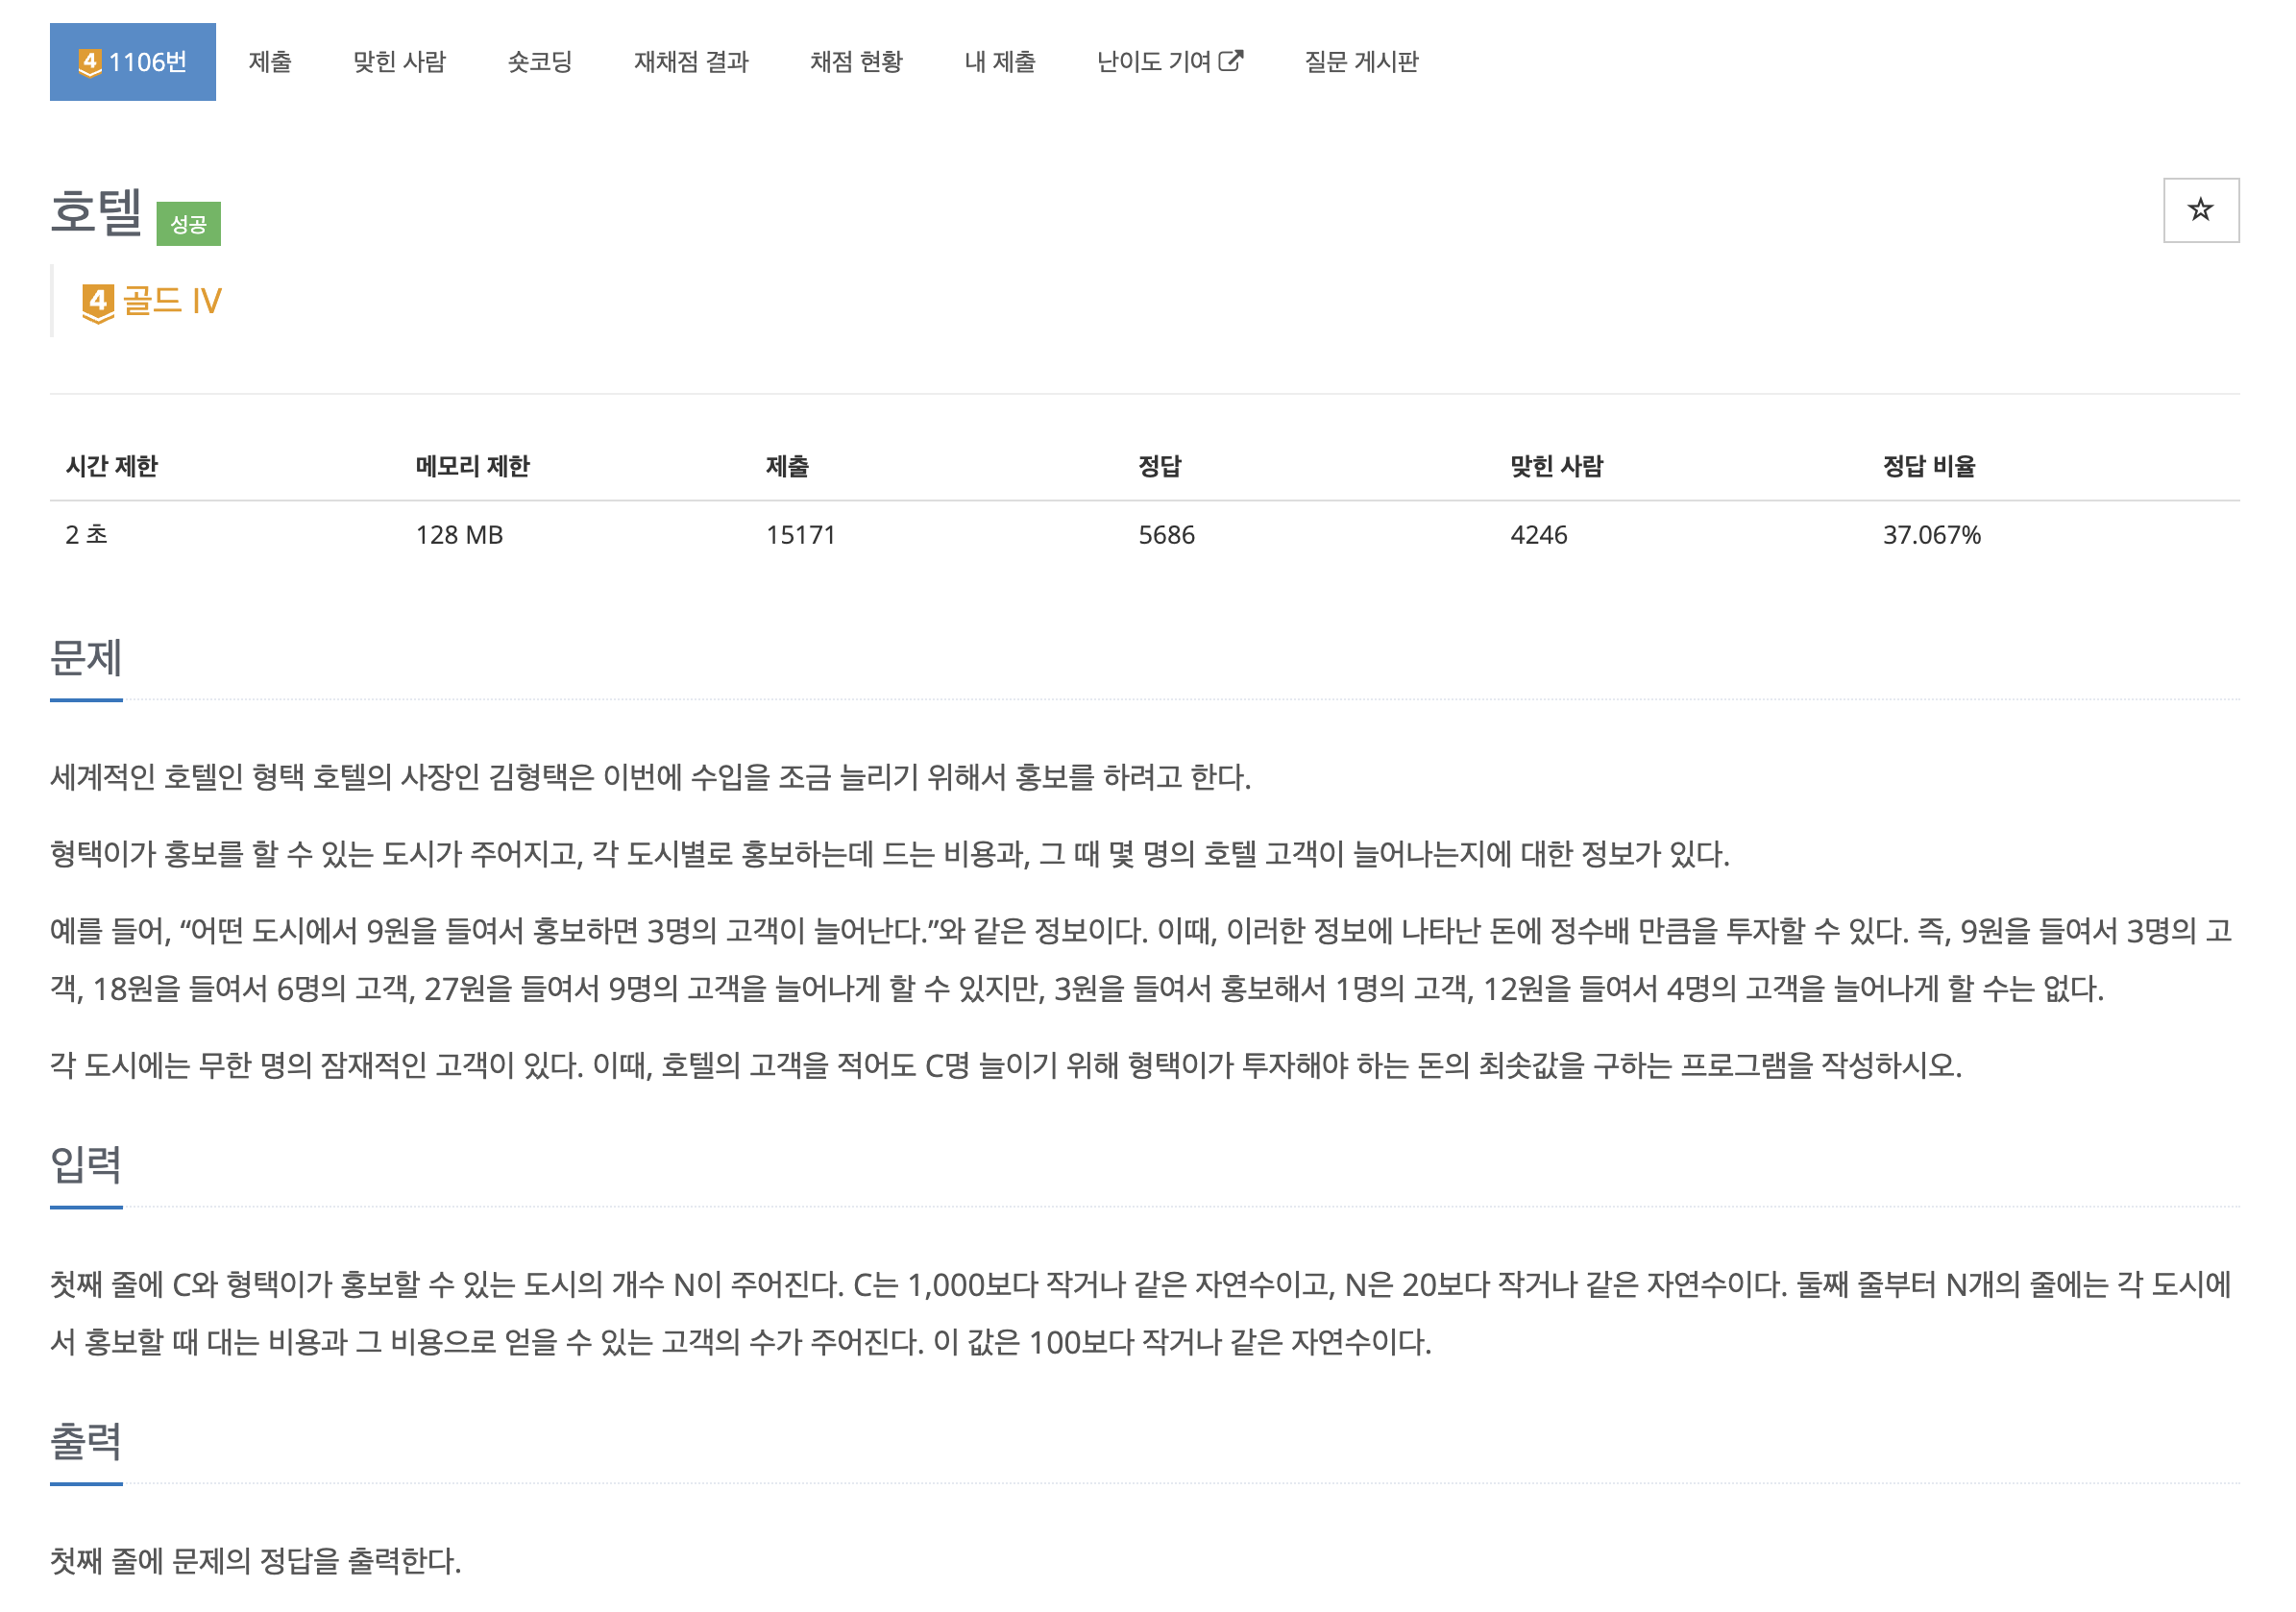 4 1106번 제출 맞힌 사람 숏코딩 재채점 결과 채점 현황 내 제출 난이도 기여 질문 게시판
호텔 성공
4 골드 IV
시간 제한 메모리 제한 제출 정답 맞힌 사람 정답 비율
2 초 128 MB 15171 5686 4246 37.067%
문제
세계적인 호텔인 형택 호텔의 사장인 김형택은 이번에 수입을 조금 늘리기 위해서 홍보를 하려고 한다.
형택이가 홍보를 할 수 있는 도시가 주어지고, 각 도시별로 홍보하는데 드는 비용과, 그 때 몇 명의 호텔 고객이 늘어나는지에 대한 정보가 있다.
예를 들어, “어떤 도시에서 9원을 들여서 홍보하면 3명의 고객이 늘어난다.”와 같은 정보이다. 이때, 이러한 정보에 나타난 돈에 정수배 만큼을 투자할 수 있다. 즉, 9원을 들여서 3명의 고
객, 18원을 들여서 6명의 고객, 27원을 들여서 9명의 고객을 늘어나게 할 수 있지만, 3원을 들여서 홍보해서 1명의 고객, 12원을 들여서 4명의 고객을 늘어나게 할 수는 없다.
각 도시에는 무한 명의 잠재적인 고객이 있다. 이때, 호텔의 고객을 적어도 C명 늘이기 위해 형택이가 투자해야 하는 돈의 최솟값을 구하는 프로그램을 작성하시오.
입력
첫째 줄에 C와 형택이가 홍보할 수 있는 도시의 개수 N이 주어진다. C는 1,000보다 작거나 같은 자연수이고, N은 20보다 작거나 같은 자연수이다. 둘째 줄부터 N개의 줄에는 각 도시에
서 홍보할 때 대는 비용과 그 비용으로 얻을 수 있는 고객의 수가 주어진다. 이 값은 100보다 작거나 같은 자연수이다.
출력
첫째 줄에 문제의 정답을 출력한다.